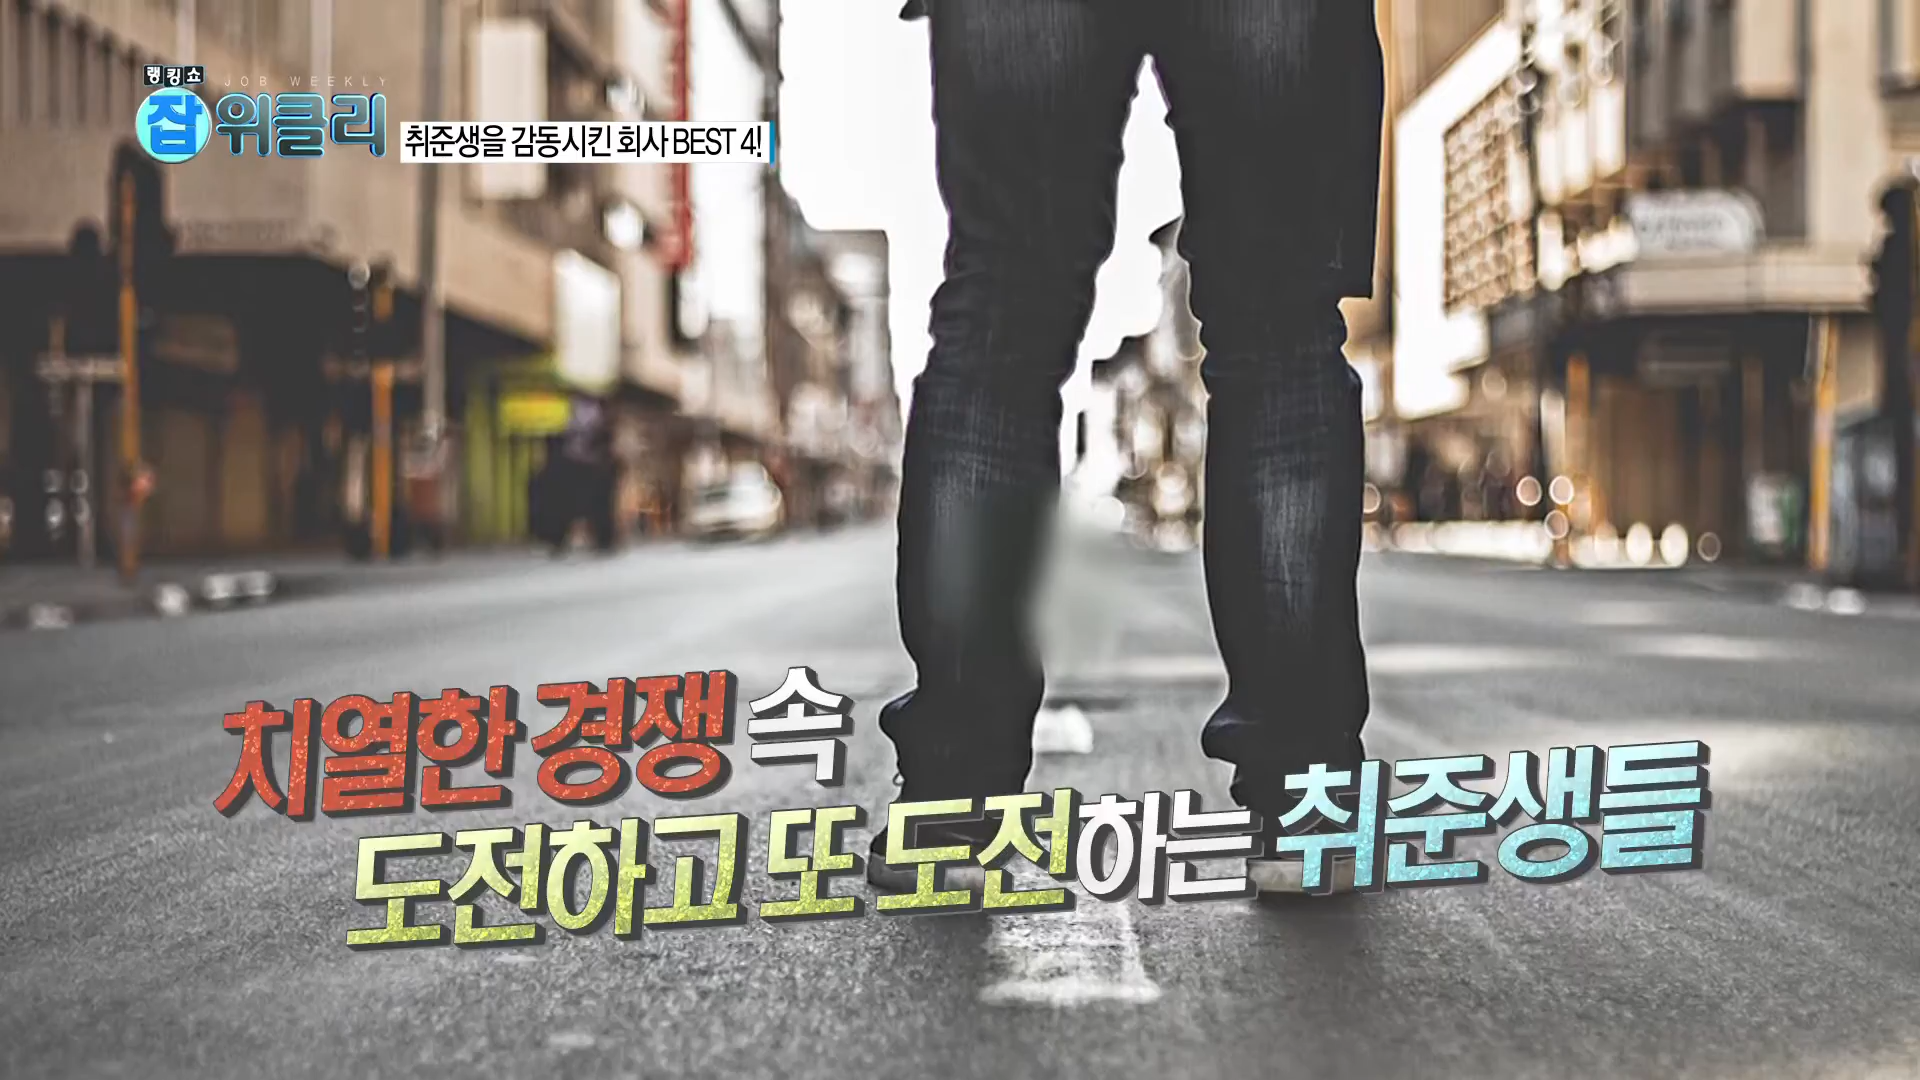 랭킹쇼
JOB WEEKLY
잡위클리
취준생을 감동시킨 회사 BEST 4!
치열한 경쟁 속
도전하고 또 도전하는 취준생들